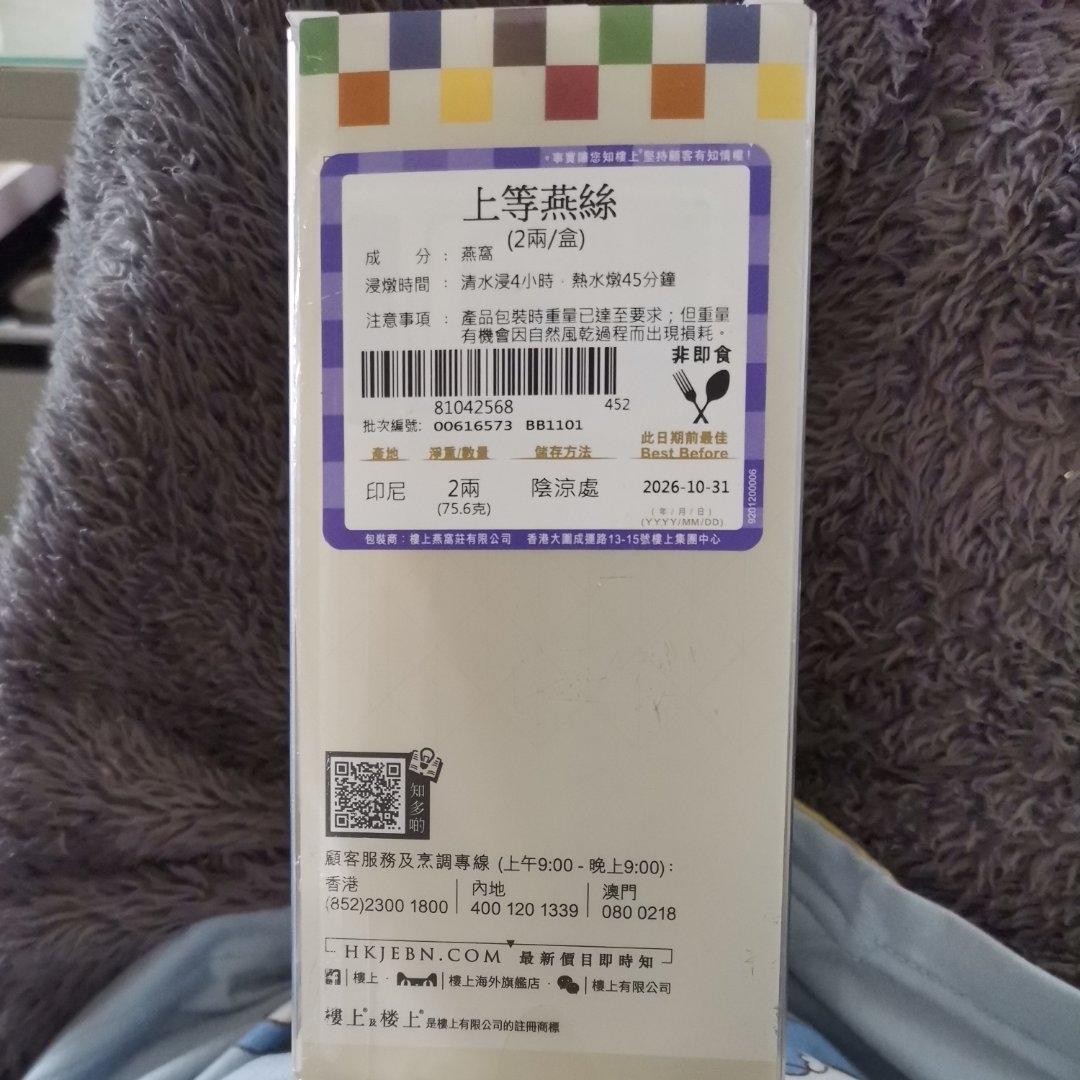 。事實讓您知樓上®堅持顧客有知情權!
上等燕絲
(2兩/盒)
成 分 : 燕窩
浸燉時間 : 清水浸4小時﹐熱水燉45分鐘
注意事項 : 產品包裝時重量已達至要求;但重量
有機會因自然風乾過程而出現損耗。
非即食
81042568 452
批次編號: 00616573 BB1101
產地 淨重/數量 儲存方法 此日期前最佳
Best Before
印尼 2兩 陰涼處 2026-10-31
(75.6克)
(年/月/日)
(YYYY/MM/DD)
9201200006
包裝商:樓上燕窩莊有限公司 香港大圍成運路13-15號樓上集團中心
知多啲
顧客服務及烹調專線 (上午9:00 - 晚上9:00):
香港 內地 澳門
(852)2300 1800 400 120 1339 080 0218
HKJEBN.COM 最新價目即時知
樓上 · 樓上海外旗艦店 · 樓上有限公司
樓上®及楼上®是樓上有限公司的註冊商標